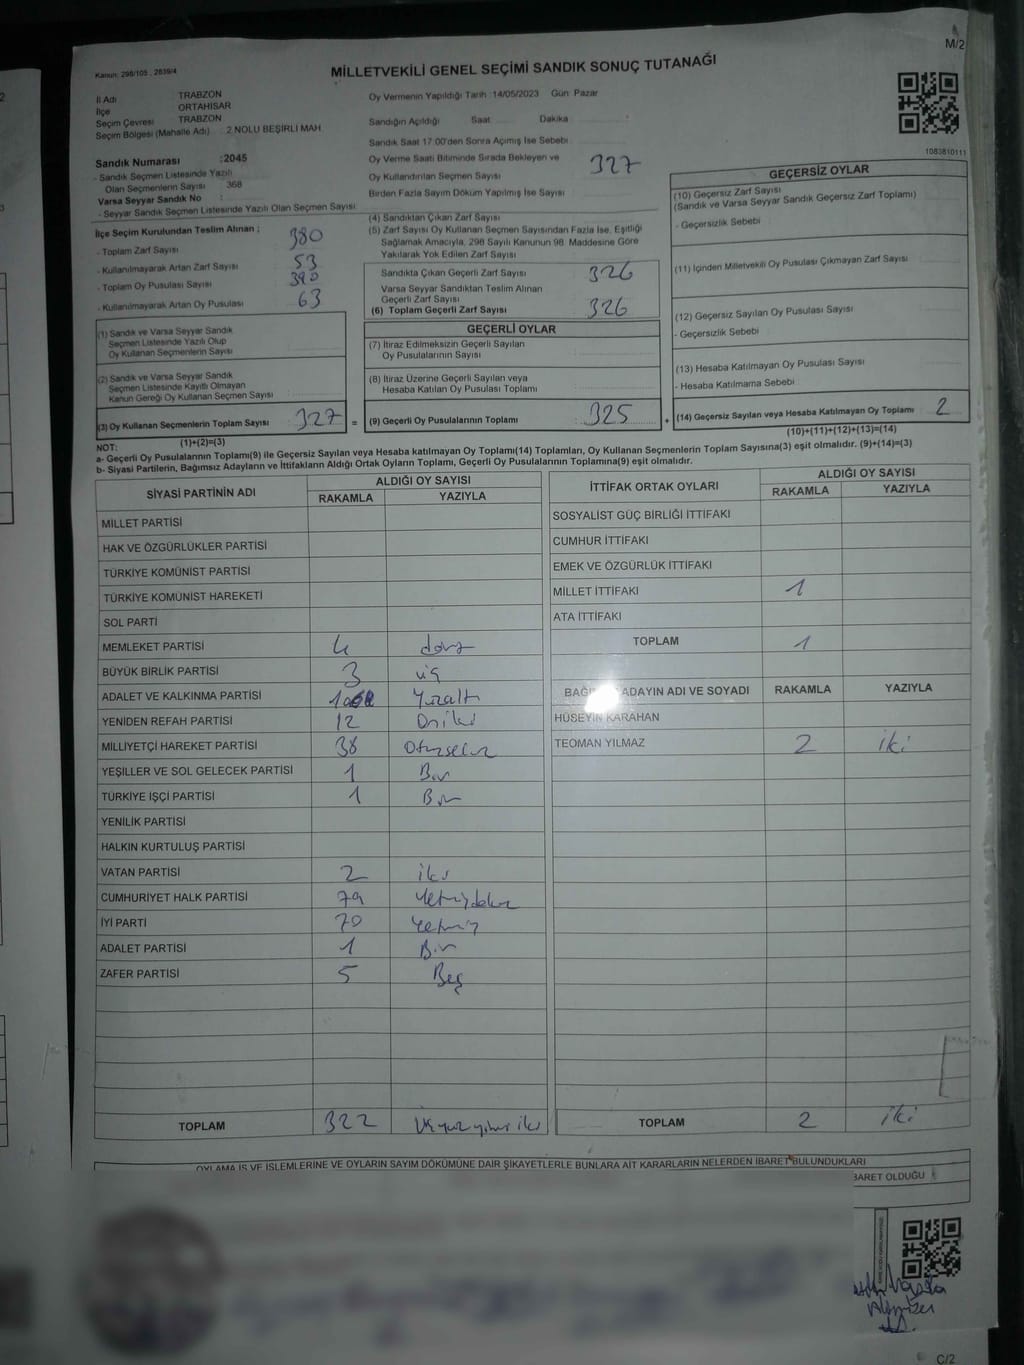 M/2
Kanun: 298/105 , 2839/4
MİLLETVEKİLİ GENEL SEÇİMİ SANDIK SONUÇ TUTANAĞI
İl Adı TRABZON
İlçe ORTAHİSAR
Seçim Çevresi TRABZON
Seçim Bölgesi (Mahalle Adı) : 2 NOLU BEŞİRLİ MAH.
Oy Vermenin Yapıldığı Tarih :14/05/2023 Gün: Pazar
Sandığın Açıldığı Saat Dakika
Sandık Saat 17:00'den Sonra Açımış İse Sebebi
Oy Verme Saati Bitiminde Sırada Bekleyen ve
Oy Kullandırılan Seçmen Sayısı 327
Birden Fazla Sayım Döküm Yapılmış İse Sayısı
1083810111
Sandık Numarası :2045
- Sandık Seçmen Listesinde Yazılı
Olan Seçmenlerin Sayısı 368
Varsa Seyyar Sandık No :
- Seyyar Sandık Seçmen Listesinde Yazılı Olan Seçmen Sayısı
İlçe Seçim Kurulundan Teslim Alınan ;
- Toplam Zarf Sayısı 380
- Kullanılmayarak Artan Zarf Sayısı 53
- Toplam Oy Pusulası Sayısı 390
- Kullanılmayarak Artan Oy Pusulası 63
(1) Sandık ve Varsa Seyyar Sandık
Seçmen Listesinde Yazılı Olup
Oy Kullanan Seçmenlerin Sayısı
(2) Sandık ve Varsa Seyyar Sandık
Seçmen Listesinde Kayıtlı Olmayan
Kanun Gereği Oy Kullanan Seçmen Sayısı
(3) Oy Kullanan Seçmenlerin Toplam Sayısı 327 =
(1)+(2)=(3)
(4) Sandıktan Çıkan Zarf Sayısı
(5) Zarf Sayısı Oy Kullanan Seçmen Sayısından Fazla İse, Eşitliği
Sağlamak Amacıyla, 298 Sayılı Kanunun 98. Maddesine Göre
Yakılarak Yok Edilen Zarf Sayısı
Sandıkta Çıkan Geçerli Zarf Sayısı 326
Varsa Seyyar Sandıktan Teslim Alınan
Geçerli Zarf Sayısı
(6) Toplam Geçerli Zarf Sayısı 326
GEÇERLİ OYLAR
(7) İtiraz Edilmeksizin Geçerli Sayılan
Oy Pusulalarının Sayısı
(8) İtiraz Üzerine Geçerli Sayılan veya
Hesaba Katılan Oy Pusulası Toplamı
(9) Geçerli Oy Pusulalarının Toplamı 325 +
GEÇERSİZ OYLAR
(10) Geçersiz Zarf Sayısı
(Sandık ve Varsa Seyyar Sandık Geçersiz Zarf Toplamı)
- Geçersizlik Sebebi
(11) İçinden Milletvekili Oy Pusulası Çıkmayan Zarf Sayısı
(12) Geçersiz Sayılan Oy Pusulası Sayısı
- Geçersizlik Sebebi
(13) Hesaba Katılmayan Oy Pusulası Sayısı
- Hesaba Katılmama Sebebi
(14) Geçersiz Sayılan veya Hesaba Katılmayan Oy Toplamı 2
(10)+(11)+(12)+(13)=(14)
NOT:
a- Geçerli Oy Pusulalarının Toplamı(9) ile Geçersiz Sayılan veya Hesaba katılmayan Oy Toplamı(14) Toplamları, Oy Kullanan Seçmenlerin Toplam Sayısına(3) eşit olmalıdır. (9)+(14)=(3)
b- Siyasi Partilerin, Bağımsız Adayların ve İttifakların Aldığı Ortak Oyların Toplamı, Geçerli Oy Pusulalarının Toplamına(9) eşit olmalıdır.
SİYASİ PARTİNİN ADI ALDIĞI OY SAYISI
RAKAMLA YAZIYLA
MİLLET PARTİSİ
HAK VE ÖZGÜRLÜKLER PARTİSİ
TÜRKİYE KOMÜNİST PARTİSİ
TÜRKİYE KOMÜNİST HAREKETİ
SOL PARTİ
MEMLEKET PARTİSİ 4 dört
BÜYÜK BİRLİK PARTİSİ 3 üç
ADALET VE KALKINMA PARTİSİ Yüzaltı
YENİDEN REFAH PARTİSİ 12 Oniki
MİLLİYETÇİ HAREKET PARTİSİ 38 Otuzsekiz
YEŞİLLER VE SOL GELECEK PARTİSİ 1 Bir
TÜRKİYE İŞÇİ PARTİSİ 1 Bir
YENİLİK PARTİSİ
HALKIN KURTULUŞ PARTİSİ
VATAN PARTİSİ 2 iki
CUMHURİYET HALK PARTİSİ 79 Yetmişdokuz
İYİ PARTİ 70 Yetmiş
ADALET PARTİSİ 1 Bir
ZAFER PARTİSİ 5 Beş
TOPLAM 322 Üçyüzyirmi iki
İTTİFAK ORTAK OYLARI ALDIĞI OY SAYISI
RAKAMLA YAZIYLA
SOSYALİST GÜÇ BİRLİĞİ İTTİFAKI
CUMHUR İTTİFAKI
EMEK VE ÖZGÜRLÜK İTTİFAKI
MİLLET İTTİFAKI 1
ATA İTTİFAKI
TOPLAM 1
ADAYIN ADI VE SOYADI RAKAMLA YAZIYLA
HÜSEYİN KARAHAN
TEOMAN YILMAZ 2 iki
TOPLAM 2 iki
OYLAMA İŞ VE İŞLEMLERİNE VE OYLARIN SAYIM DÖKÜMÜNE DAİR ŞİKAYETLERLE BUNLARA AİT KARARLARIN NELERDEN İBARET BULUNDUKLARI
BARET OLDUĞU
C/2